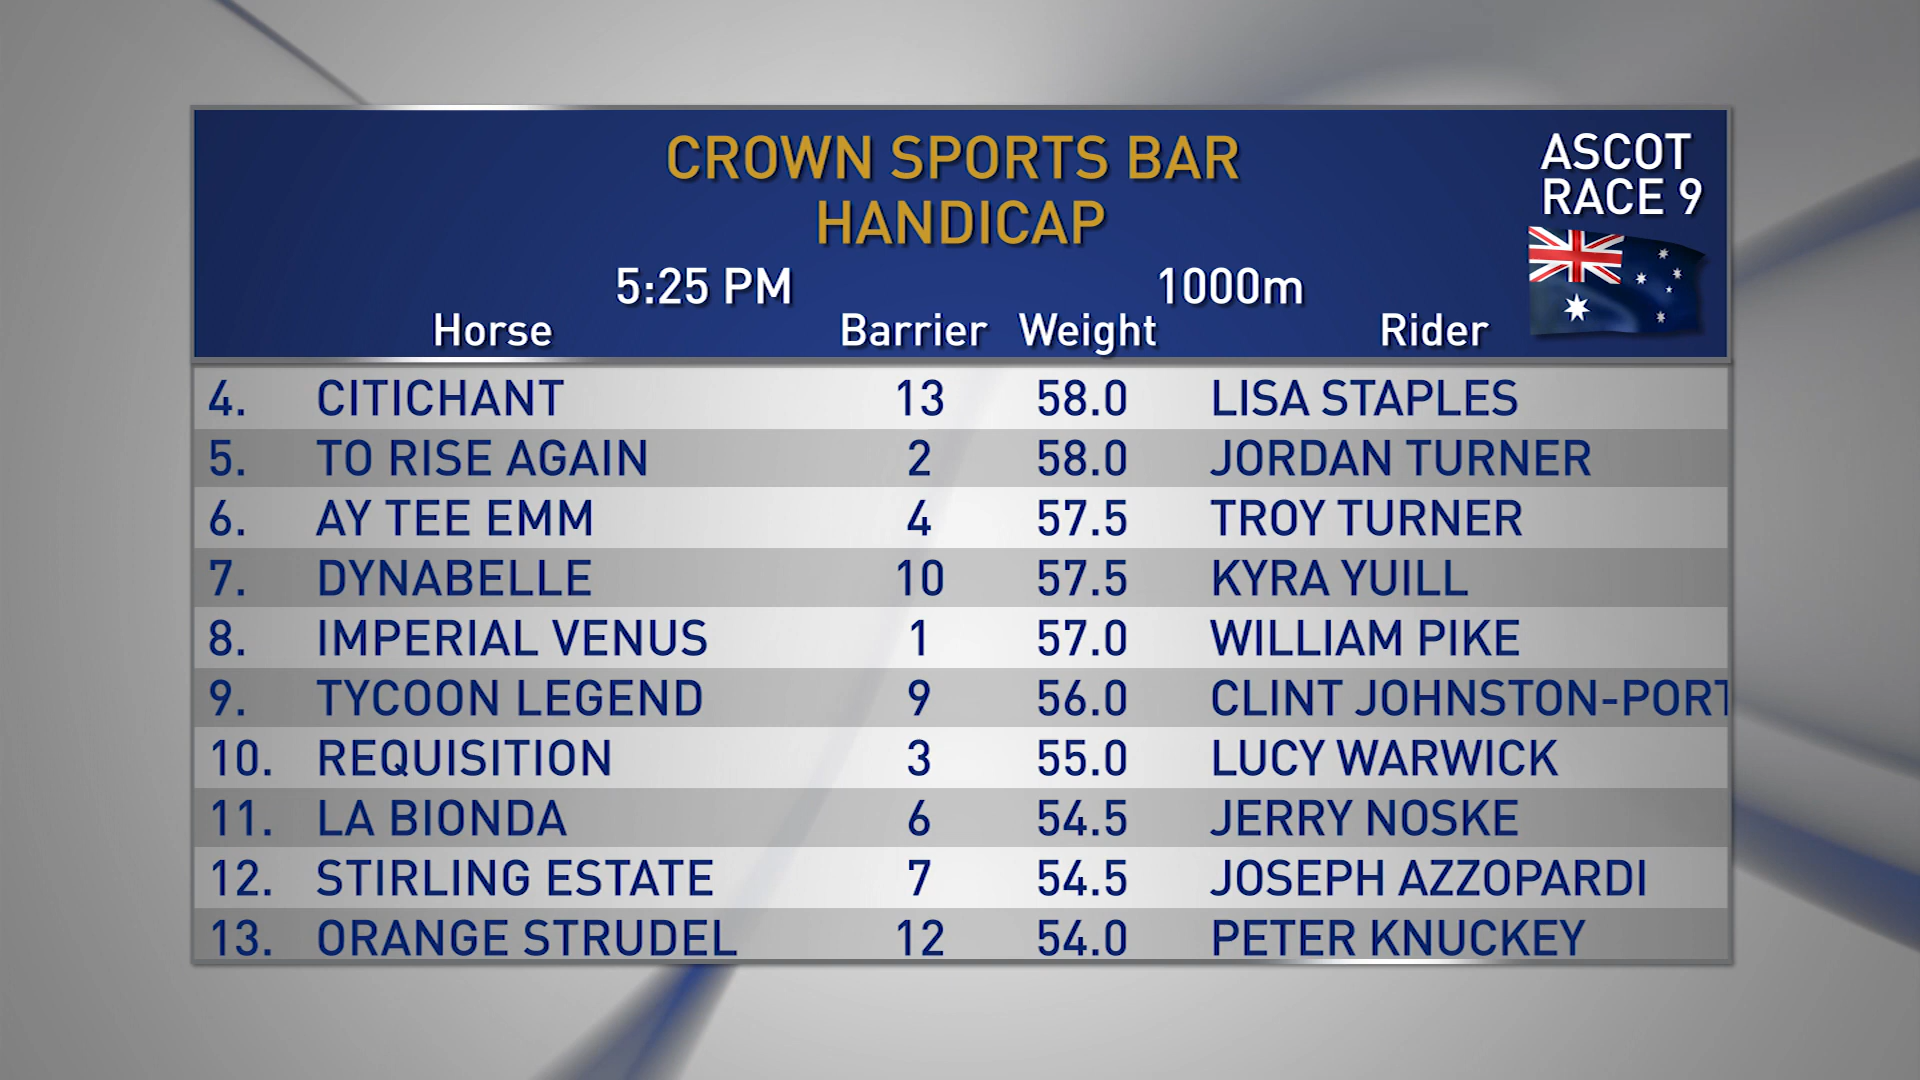 CROWN SPORTS BAR
HANDICAP
ASCOT
RACE 9
5:25 PM 1000m
Horse Barrier Weight Rider
4. CITICHANT 13 58.0 LISA STAPLES
5. TO RISE AGAIN 2 58.0 JORDAN TURNER
6. AY TEE EMM 4 57.5 TROY TURNER
7. DYNABELLE 10 57.5 KYRA YUILL
8. IMPERIAL VENUS 1 57.0 WILLIAM PIKE
9. TYCOON LEGEND 9 56.0 CLINT JOHNSTON-PORT
10. REQUISITION 3 55.0 LUCY WARWICK
11. LA BIONDA 6 54.5 JERRY NOSKE
12. STIRLING ESTATE 7 54.5 JOSEPH AZZOPARDI
13. ORANGE STRUDEL 12 54.0 PETER KNUCKEY